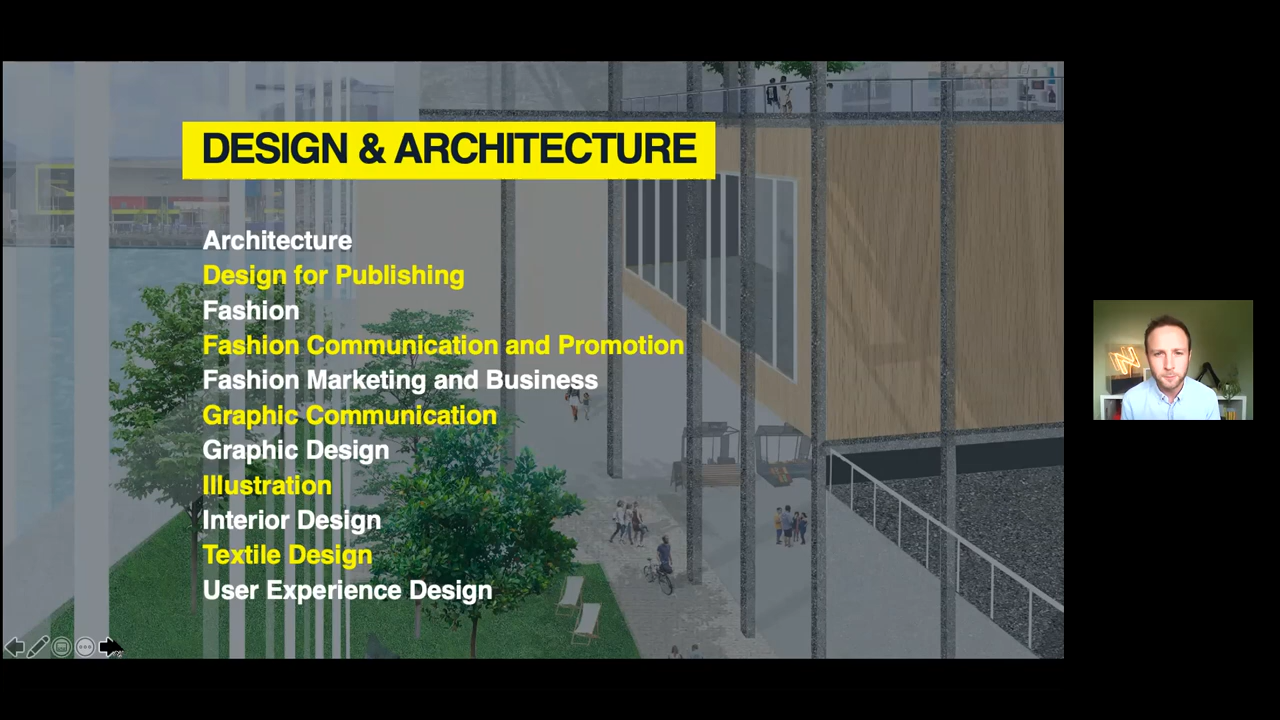 DESIGN & ARCHITECTURE
Architecture
Design for Publishing
Fashion
Fashion Communication and Promotion
Fashion Marketing and Business
Graphic Communication
Graphic Design
Illustration
Interior Design
Textile Design
User Experience Design